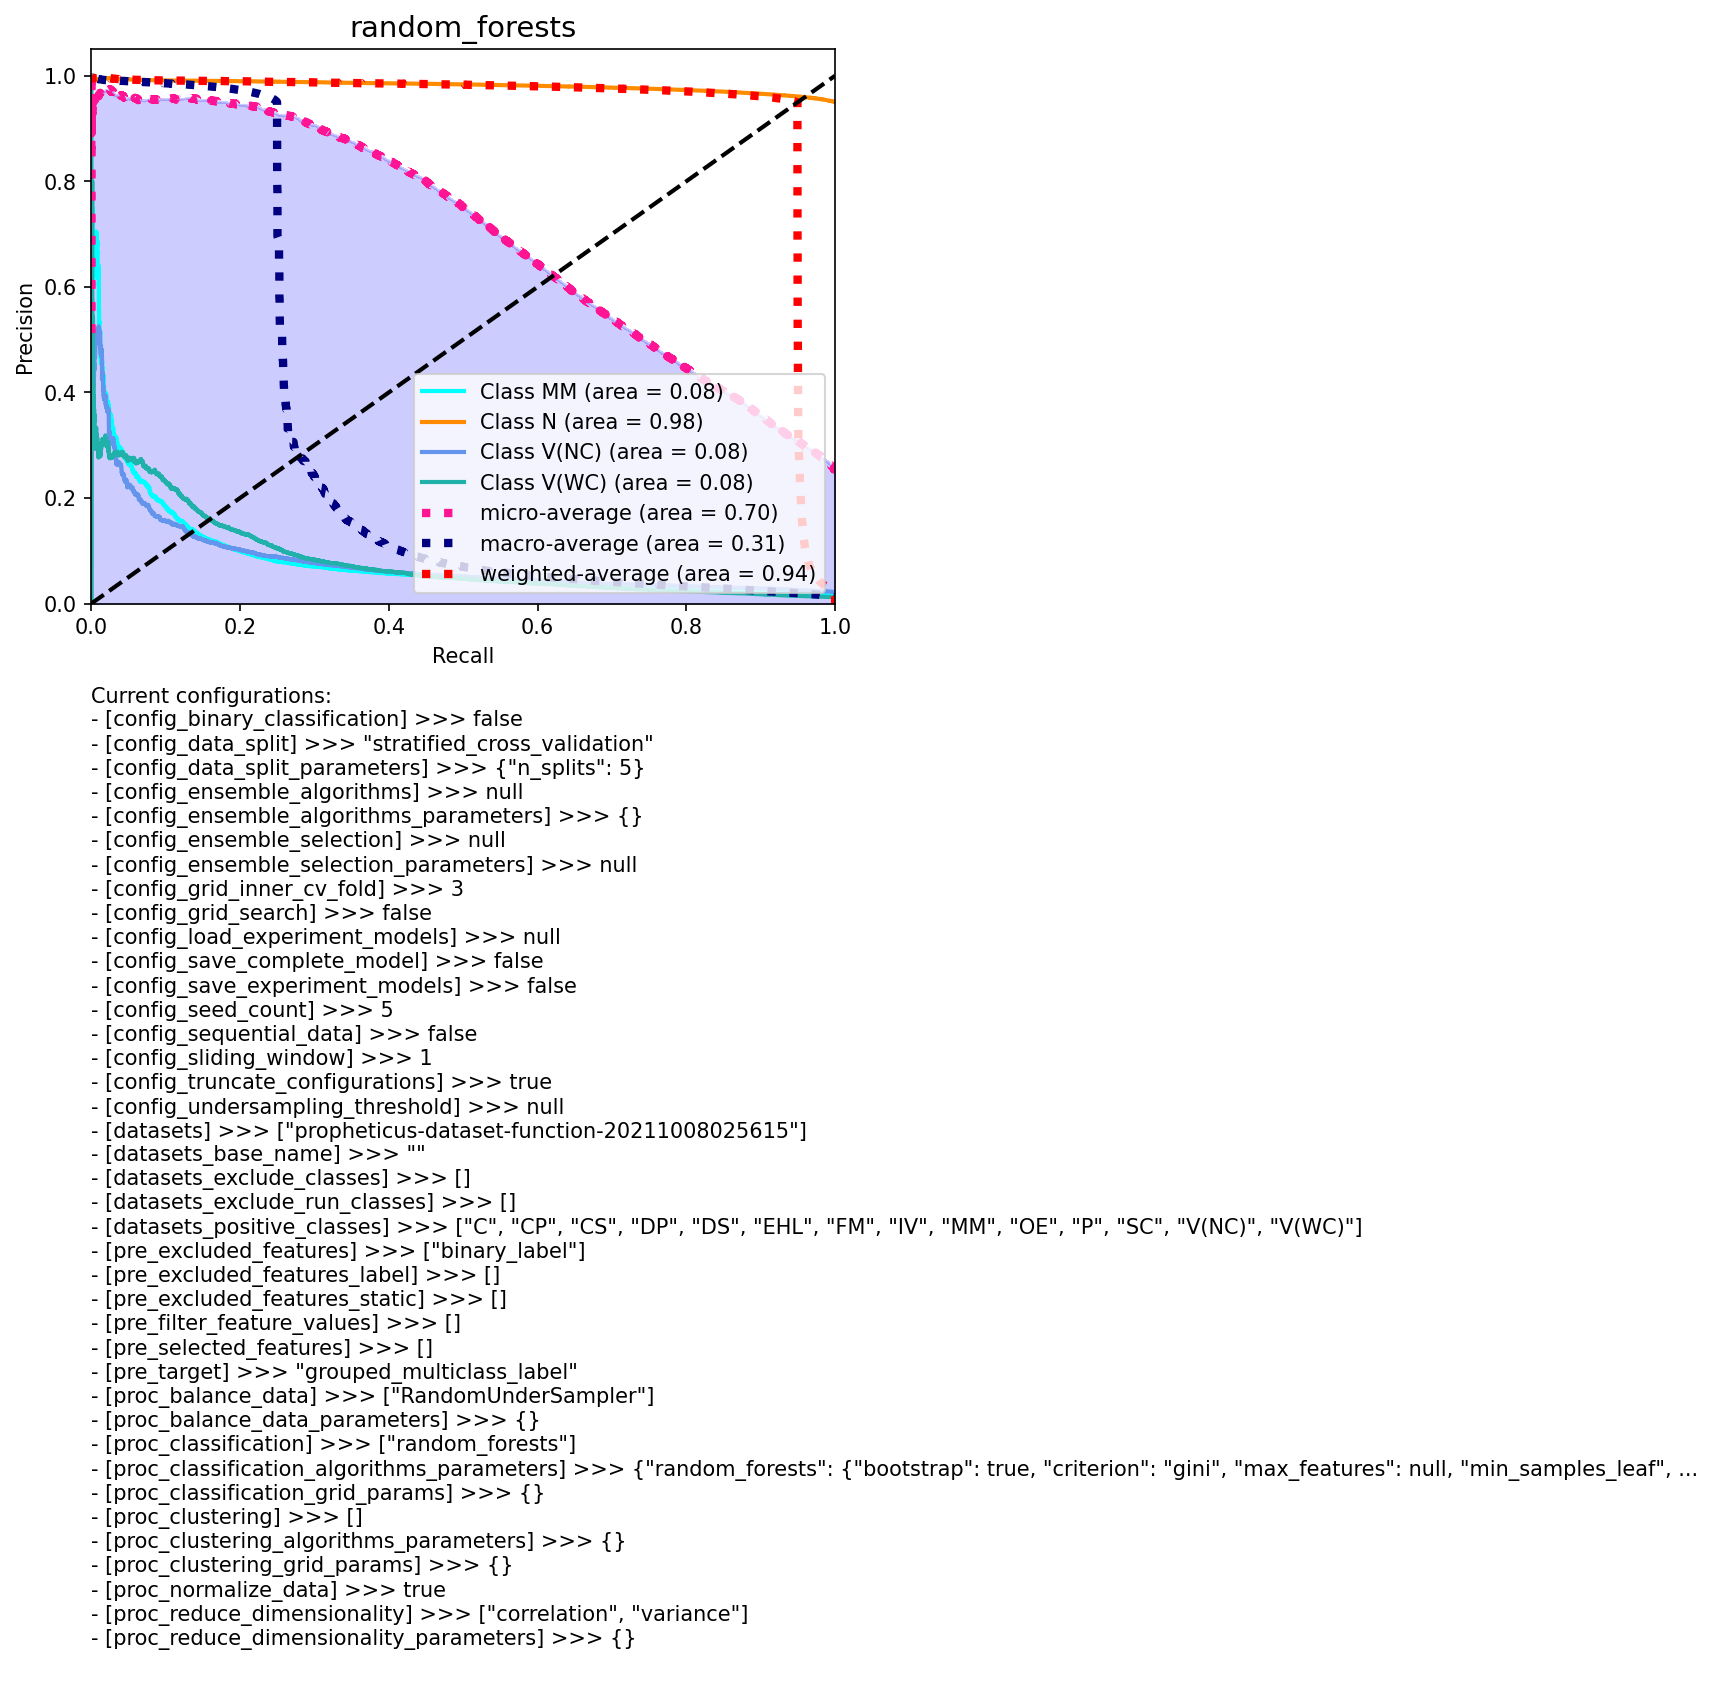 random_forests
1.0
0.8
0.6
0.4
0.2
0.0
Precision
0.0 0.2 0.4 0.6 0.8 1.0
Recall
Class MM (area = 0.08)
Class N (area = 0.98)
Class V(NC) (area = 0.08)
Class V(WC) (area = 0.08)
micro-average (area = 0.70)
macro-average (area = 0.31)
weighted-average (area = 0.94)
Current configurations:
- [config_binary_classification] >>> false
- [config_data_split] >>> "stratified_cross_validation"
- [config_data_split_parameters] >>> {"n_splits": 5}
- [config_ensemble_algorithms] >>> null
- [config_ensemble_algorithms_parameters] >>> {}
- [config_ensemble_selection] >>> null
- [config_ensemble_selection_parameters] >>> null
- [config_grid_inner_cv_fold] >>> 3
- [config_grid_search] >>> false
- [config_load_experiment_models] >>> null
- [config_save_complete_model] >>> false
- [config_save_experiment_models] >>> false
- [config_seed_count] >>> 5
- [config_sequential_data] >>> false
- [config_sliding_window] >>> 1
- [config_truncate_configurations] >>> true
- [config_undersampling_threshold] >>> null
- [datasets] >>> ["propheticus-dataset-function-20211008025615"]
- [datasets_base_name] >>> ""
- [datasets_exclude_classes] >>> []
- [datasets_exclude_run_classes] >>> []
- [datasets_positive_classes] >>> ["C", "CP", "CS", "DP", "DS", "EHL", "FM", "IV", "MM", "OE", "P", "SC", "V(NC)", "V(WC)"]
- [pre_excluded_features] >>> ["binary_label"]
- [pre_excluded_features_label] >>> []
- [pre_excluded_features_static] >>> []
- [pre_filter_feature_values] >>> []
- [pre_selected_features] >>> []
- [pre_target] >>> "grouped_multiclass_label"
- [proc_balance_data] >>> ["RandomUnderSampler"]
- [proc_balance_data_parameters] >>> {}
- [proc_classification] >>> ["random_forests"]
- [proc_classification_algorithms_parameters] >>> {"random_forests": {"bootstrap": true, "criterion": "gini", "max_features": null, "min_samples_leaf", ...
- [proc_classification_grid_params] >>> {}
- [proc_clustering] >>> []
- [proc_clustering_algorithms_parameters] >>> {}
- [proc_clustering_grid_params] >>> {}
- [proc_normalize_data] >>> true
- [proc_reduce_dimensionality] >>> ["correlation", "variance"]
- [proc_reduce_dimensionality_parameters] >>> {}